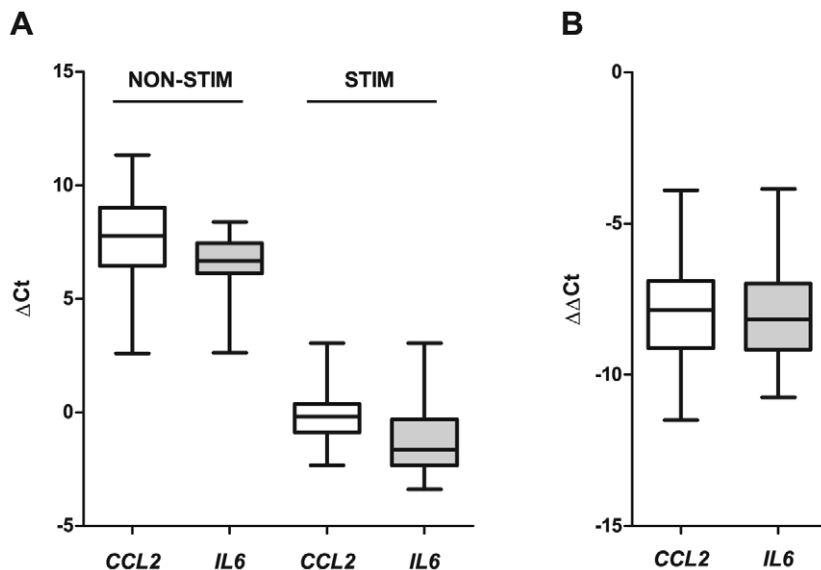 A
B
15
NON-STIM
STIM
10
5
0
-5
ΔCt
CCL2
IL6
CCL2
IL6
0
-5
-10
-15
ΔΔCt
CCL2
IL6